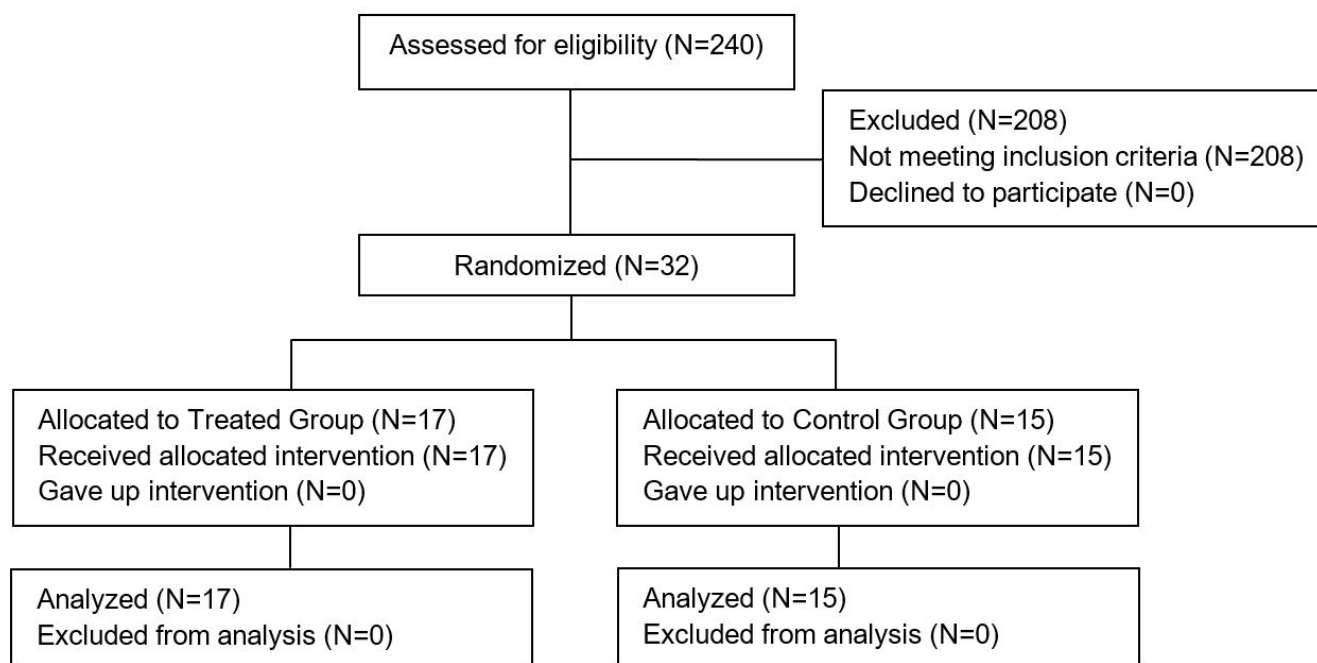 Assessed for eligibility (N=240)
Excluded (N=208)
Not meeting inclusion criteria (N=208)
Declined to participate (N=0)
Randomized (N=32)
Allocated to Treated Group (N=17)
Received allocated intervention (N=17)
Gave up intervention (N=0)
Allocated to Control Group (N=15)
Received allocated intervention (N=15)
Gave up intervention (N=0)
Analyzed (N=17)
Excluded from analysis (N=0)
Analyzed (N=15)
Excluded from analysis (N=0)